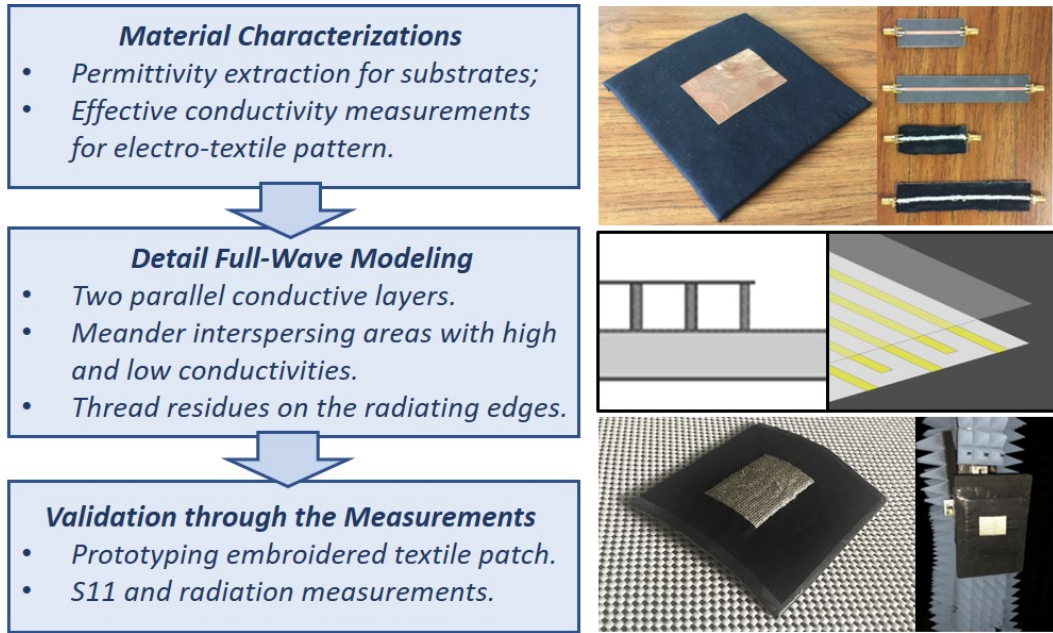 Material Characterizations
• Permittivity extraction for substrates;
• Effective conductivity measurements
for electro-textile pattern.
Detail Full-Wave Modeling
• Two parallel conductive layers.
• Meander interspersing areas with high
and low conductivities.
• Thread residues on the radiating edges.
Validation through the Measurements
• Prototyping embroidered textile patch.
• S11 and radiation measurements.